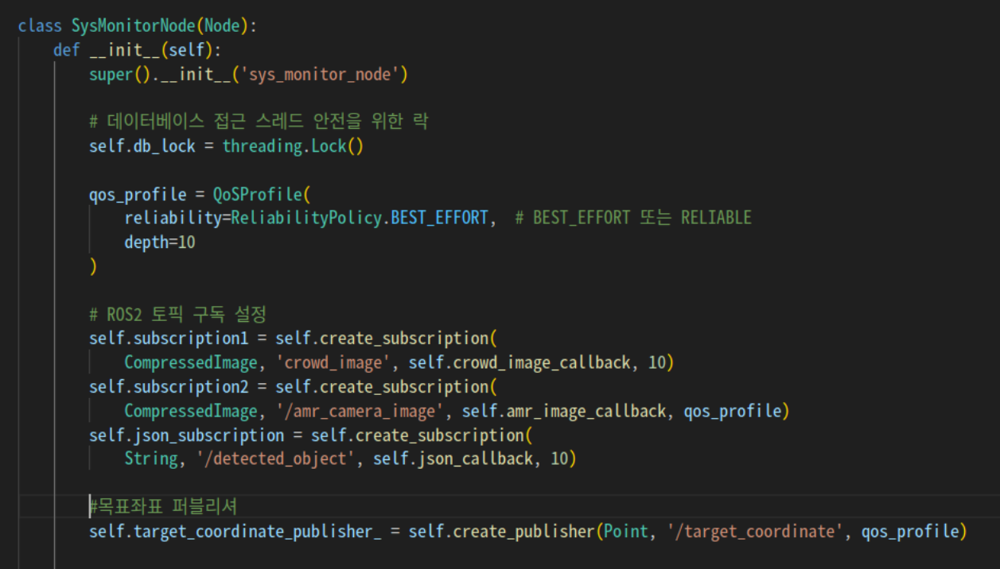 class SysMonitorNode(Node):
    def __init__(self):
        super().__init__('sys_monitor_node')
        # 데이터베이스 접근 스레드 안전을 위한 락
        self.db_lock = threading.Lock()
        qos_profile = QoSProfile(
            reliability=ReliabilityPolicy.BEST_EFFORT,  # BEST_EFFORT 또는 RELIABLE
            depth=10
        )
        # ROS2 토픽 구독 설정
        self.subscription1 = self.create_subscription(
            CompressedImage, 'crowd_image', self.crowd_image_callback, 10)
        self.subscription2 = self.create_subscription(
            CompressedImage, '/amr_camera_image', self.amr_image_callback, qos_profile)
        self.json_subscription = self.create_subscription(
            String, '/detected_object', self.json_callback, 10)
        #목표좌표 퍼블리셔
        self.target_coordinate_publisher_ = self.create_publisher(Point, '/target_coordinate', qos_profile)